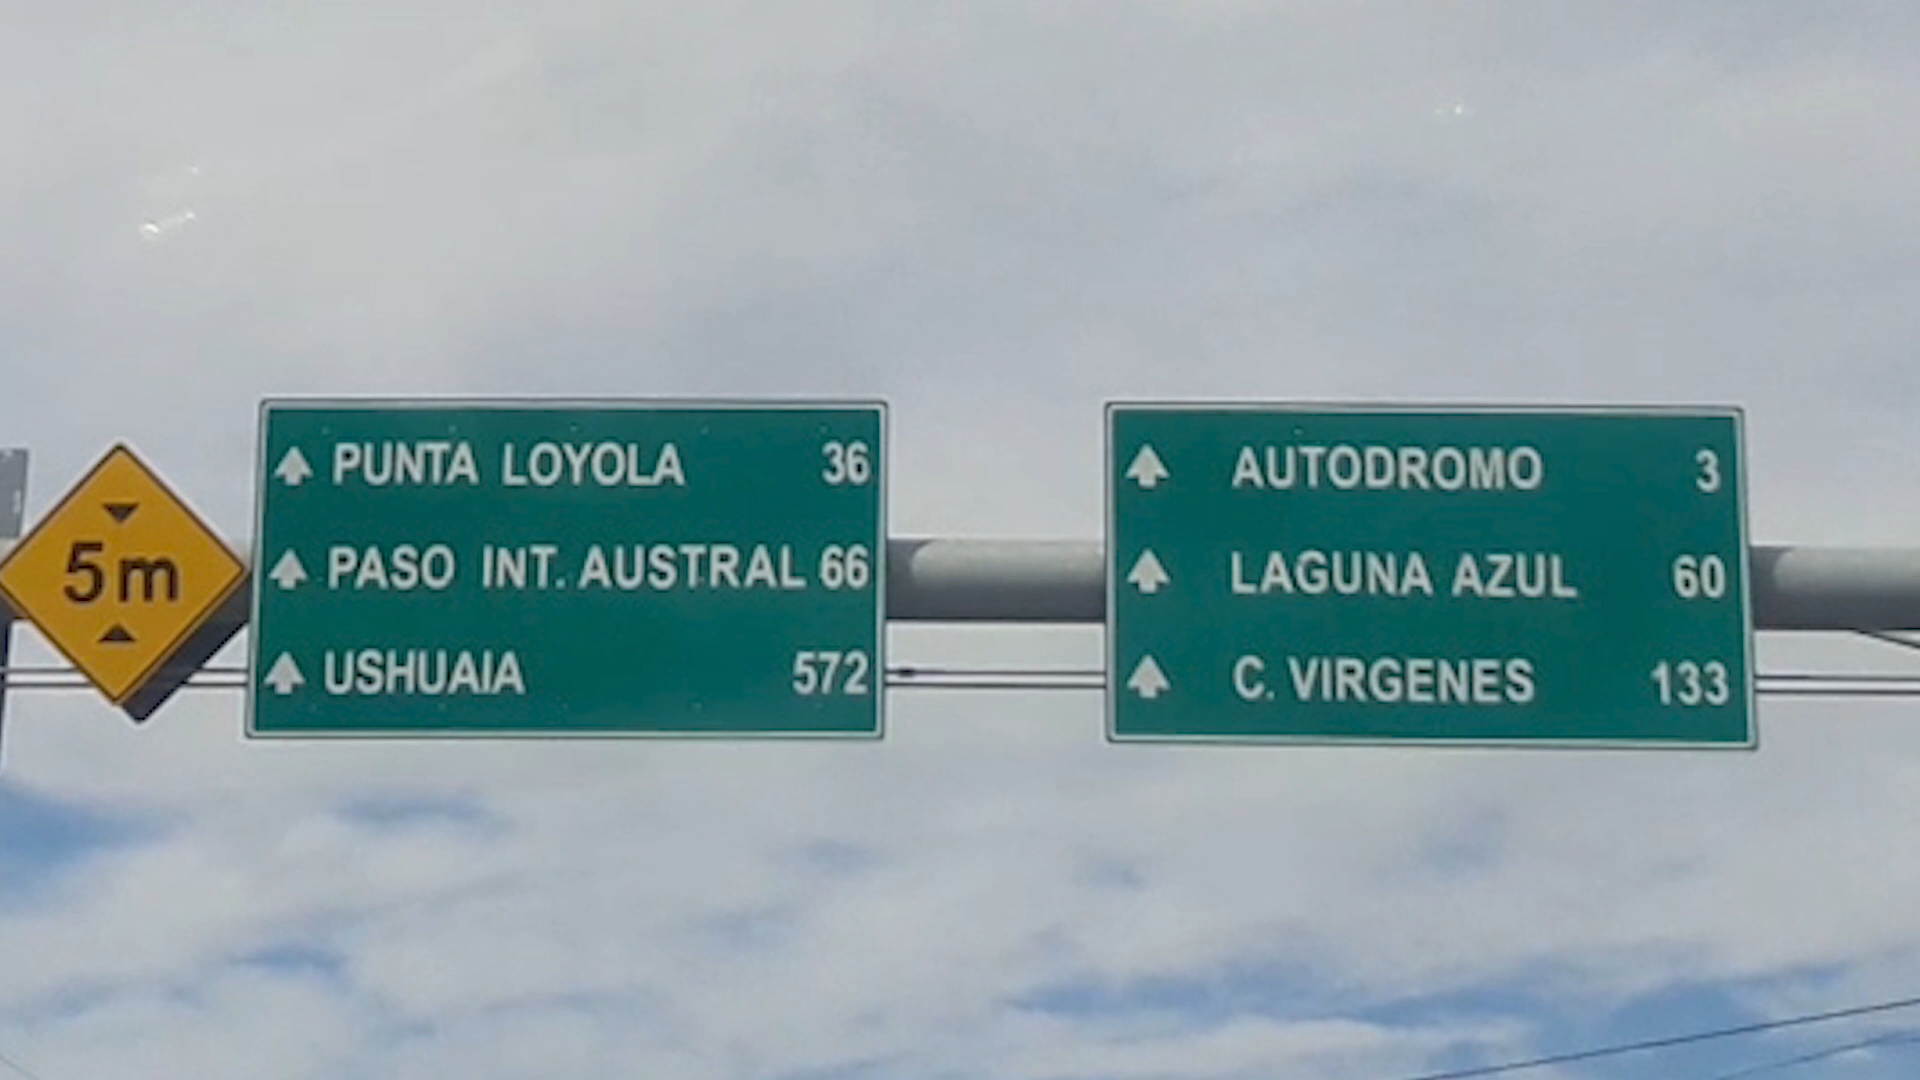 5m
PUNTA LOYOLA 36
PASO INT. AUSTRAL 66
USHUAIA 572
AUTODROMO 3
LAGUNA AZUL 60
C. VIRGENES 133